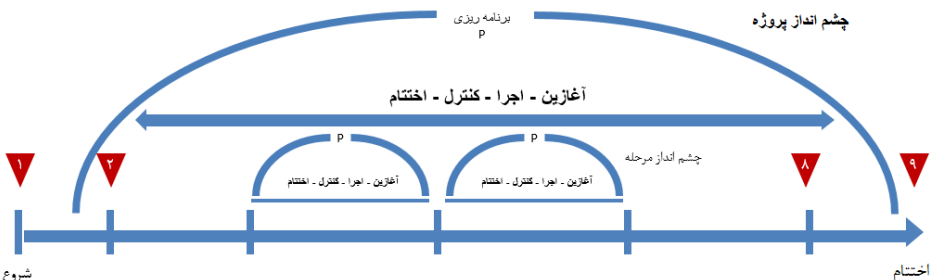 چشم انداز پروژه
برنامه ریزی
P
آغازین - اجرا - کنترل - اختتام
P
P
چشم انداز مرحله
آغازین - اجرا - کنترل - اختتام
آغازین - اجرا - کنترل - اختتام
۱
۲
۸
۹
شروع
اختتام